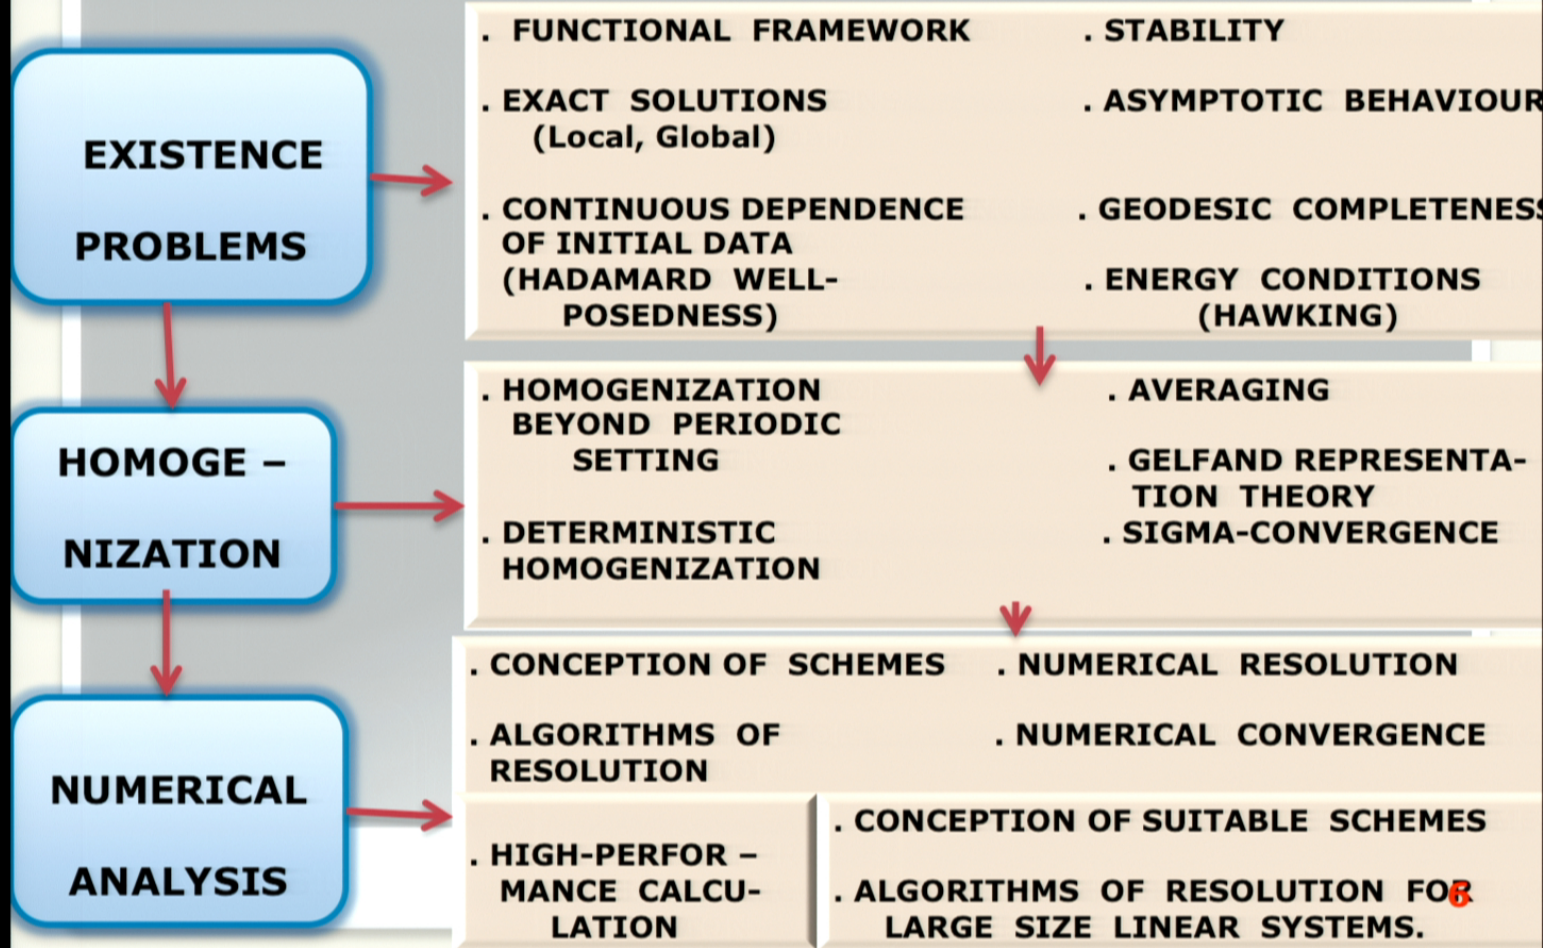 EXISTENCE
PROBLEMS
. FUNCTIONAL FRAMEWORK
. EXACT SOLUTIONS
(Local, Global)
. CONTINUOUS DEPENDENCE
OF INITIAL DATA
(HADAMARD WELL-
POSEDNESS)
. STABILITY
. ASYMPTOTIC BEHAVIOUR
. GEODESIC COMPLETENESS
. ENERGY CONDITIONS
(HAWKING)
HOMOGE –
NIZATION
. HOMOGENIZATION
BEYOND PERIODIC
SETTING
. DETERMINISTIC
HOMOGENIZATION
. AVERAGING
. GELFAND REPRESENTA-
TION THEORY
. SIGMA-CONVERGENCE
NUMERICAL
ANALYSIS
. CONCEPTION OF SCHEMES
. ALGORITHMS OF
RESOLUTION
. NUMERICAL RESOLUTION
. NUMERICAL CONVERGENCE
. HIGH-PERFOR –
MANCE CALCU-
LATION
. CONCEPTION OF SUITABLE SCHEMES
. ALGORITHMS OF RESOLUTION FOR
LARGE SIZE LINEAR SYSTEMS.
6